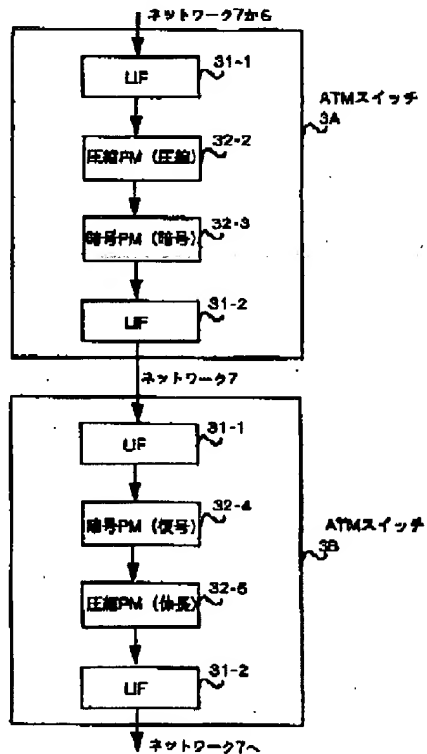 ネットワーク7から
31-1
LIF
ATMスイッチ
3A
32-2
圧縮PM（圧縮）
32-3
暗号PM（暗号）
31-2
LIF
ネットワーク7
31-1
LIF
32-4
ATMスイッチ
3B
暗号PM（復号）
32-5
圧縮PM（伸長）
31-2
LIF
ネットワーク7へ